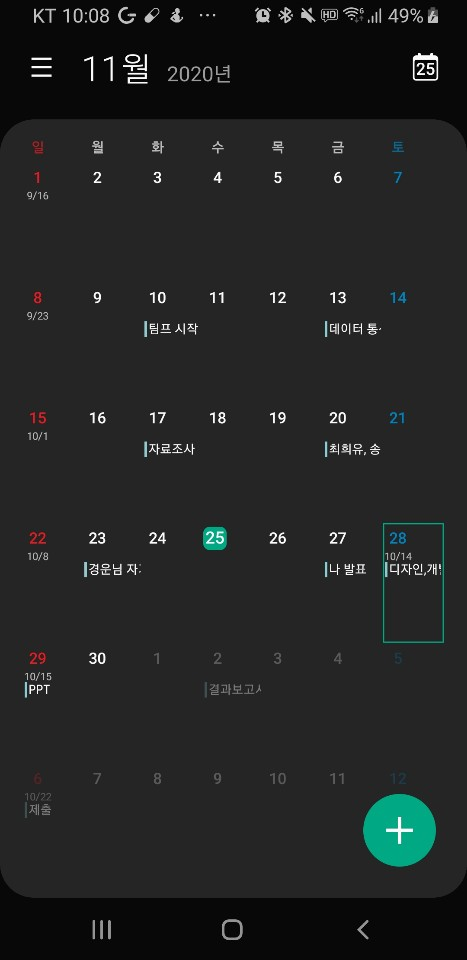 KT 10:08 ... HD 6 49%
11월 2020년 25
일 월 화 수 목 금 토
1 2 3 4 5 6 7
9/16
8 9 10 11 12 13 14
9/23 팀프 시작 데이터 통
15 16 17 18 19 20 21
10/1 자료조사 최희유, 송
22 23 24 25 26 27 28
10/8 10/14
경운님 자 나 발표 디자인,개
29 30 1 2 3 4 5
10/15
PPT 결과보고
6 7 8 9 10 11 12
10/22
제출